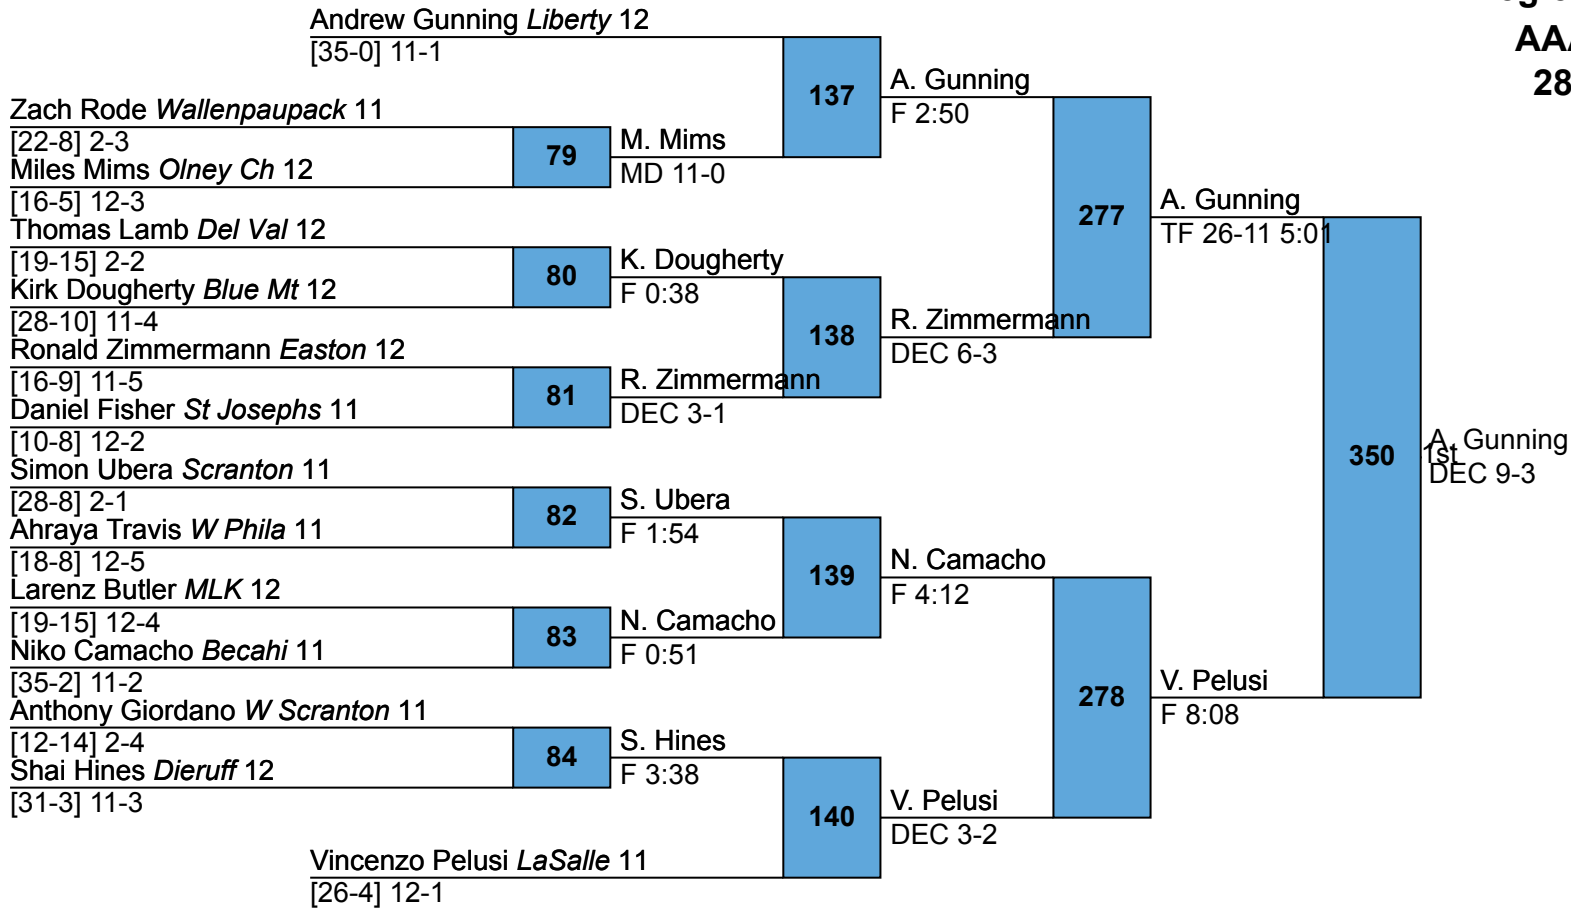 AAA
28
Andrew Gunning Liberty 12
[35-0] 11-1
Zach Rode Wallenpaupack 11
[22-8] 2-3
Miles Mims Olney Ch 12
[16-5] 12-3
Thomas Lamb Del Val 12
[19-15] 2-2
Kirk Dougherty Blue Mt 12
[28-10] 11-4
Ronald Zimmermann Easton 12
[16-9] 11-5
Daniel Fisher St Josephs 11
[10-8] 12-2
Simon Ubera Scranton 11
[28-8] 2-1
Ahraya Travis W Phila 11
[18-8] 12-5
Larenz Butler MLK 12
[19-15] 12-4
Niko Camacho Becahi 11
[35-2] 11-2
Anthony Giordano W Scranton 11
[12-14] 2-4
Shai Hines Dieruff 12
[31-3] 11-3
Vincenzo Pelusi LaSalle 11
[26-4] 12-1
79
M. Mims
MD 11-0
80
K. Dougherty
F 0:38
81
R. Zimmermann
DEC 3-1
82
S. Ubera
F 1:54
83
N. Camacho
F 0:51
84
S. Hines
F 3:38
137
A. Gunning
F 2:50
138
R. Zimmermann
DEC 6-3
139
N. Camacho
F 4:12
140
V. Pelusi
DEC 3-2
277
A. Gunning
TF 26-11 5:01
278
V. Pelusi
F 8:08
350
A. Gunning
1st
DEC 9-3